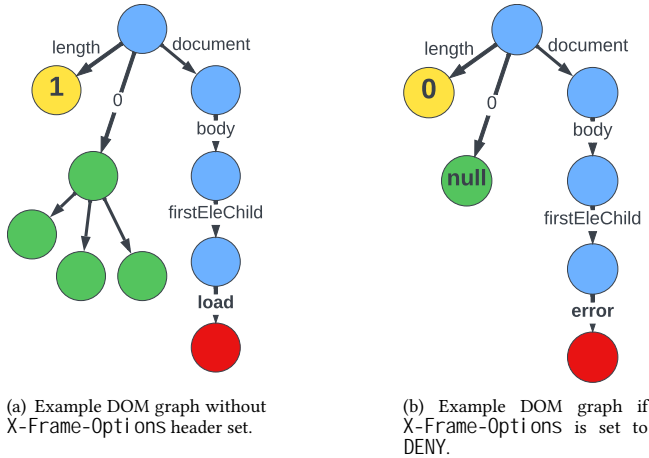 length
document
1
0
body
firstEleChild
load
(a) Example DOM graph without
X-Frame-Options header set.
length
document
0
0
null
body
firstEleChild
error
(b) Example DOM graph if
X-Frame-Options is set to
DENY.